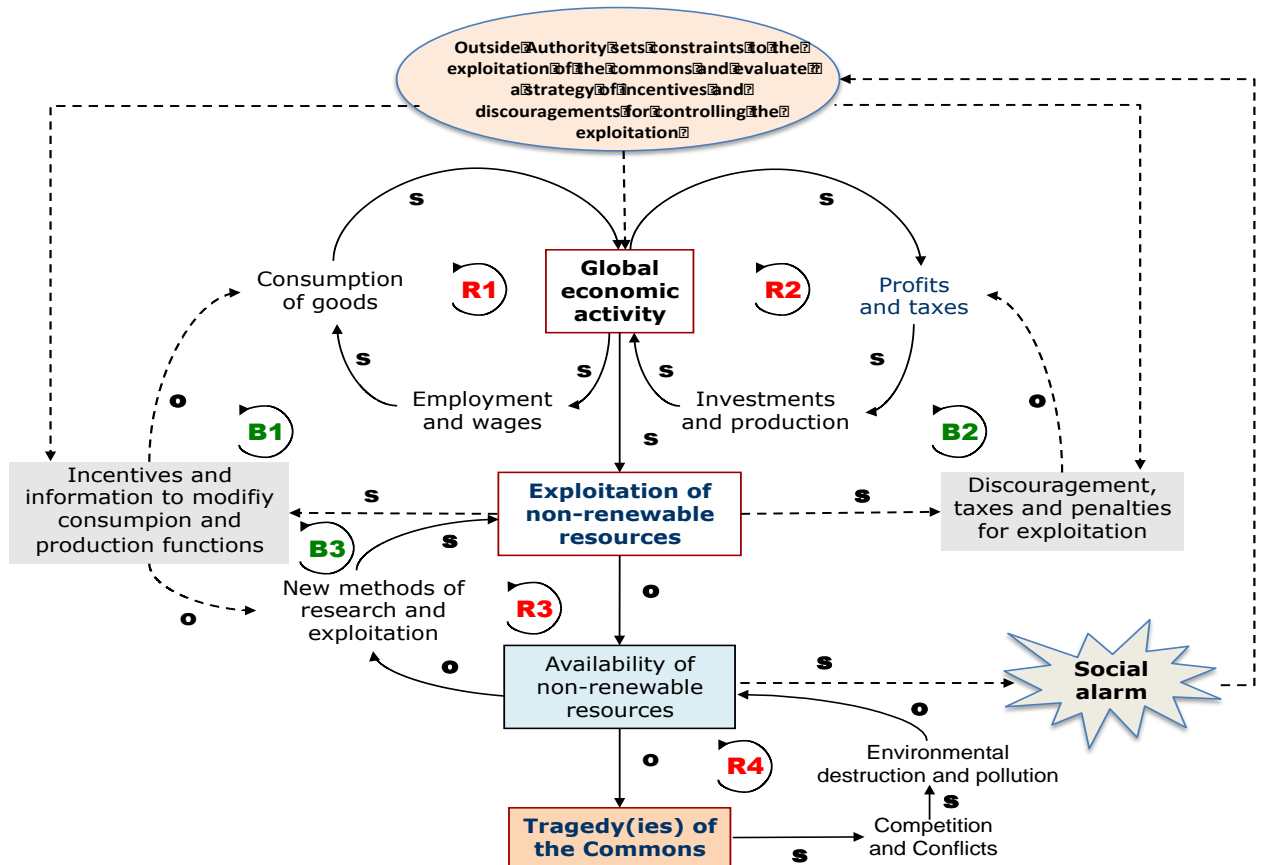 Outside Authority sets constraints to the
exploitation of the commons and evaluate
a strategy of incentives and
discouragements for controlling the
exploitation
s
s
Global
economic
activity
Consumption
of goods
R1
R2
Profits
and taxes
s
s
s
s
Employment
and wages
Investments
and production
o
o
B1
B2
s
Incentives and
information to modifiy
consumpion and
production functions
s
Exploitation of
non-renewable
resources
s
Discouragement,
taxes and penalties
for exploitation
s
B3
New methods of
research and
exploitation
R3
o
o
o
Availability of
non-renewable
resources
s
Social
alarm
o
o
R4
Environmental
destruction and pollution
s
Tragedy(ies) of
the Commons
s
Competition
and Conflicts